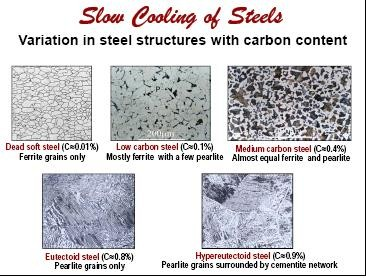 Slow Cooling of Steels
Variation in steel structures with carbon content
P
200μm
Dead soft steel (C≈0.01%)
Ferrite grains only
Low carbon steel (C≈0.1%)
Mostly ferrite with a few pearlite
Medium carbon steel (C≈0.4%)
Almost equal ferrite and pearlite
Eutectoid steel (C≈0.8%)
Pearlite grains only
Hypereutectoid steel (C≈0.9%)
Pearlite grains surrounded by cementite network